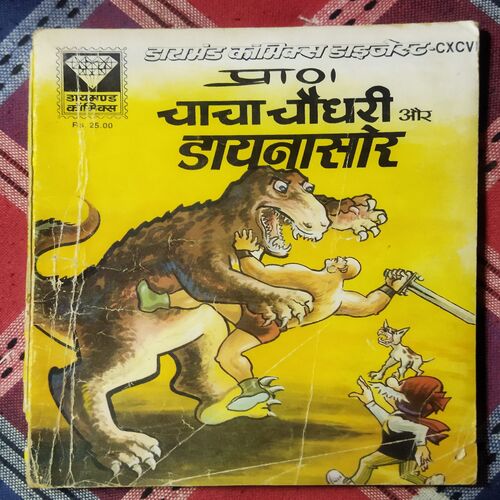 डायमंड कॉमिक्स डाइजेस्ट-CXCV
प्राण
चाचा चौधरी और
डायनासोर
डायमण्ड
कॉमिक्स
Rs. 25.00